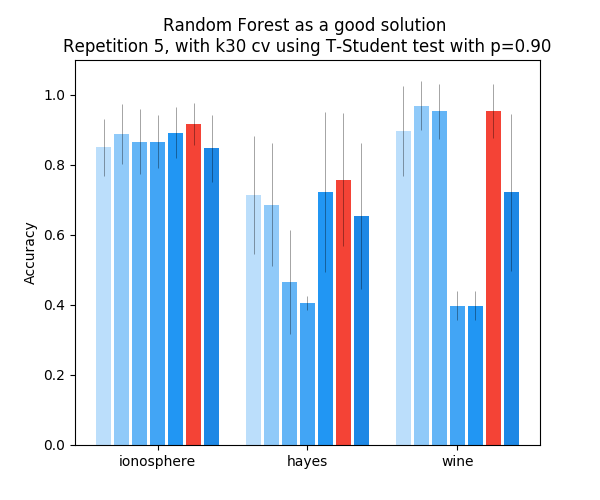 Random Forest as a good solution
Repetition 5, with k30 cv using T-Student test with p=0.90
1.0
0.8
0.6
0.4
0.2
0.0
Accuracy
ionosphere
hayes
wine